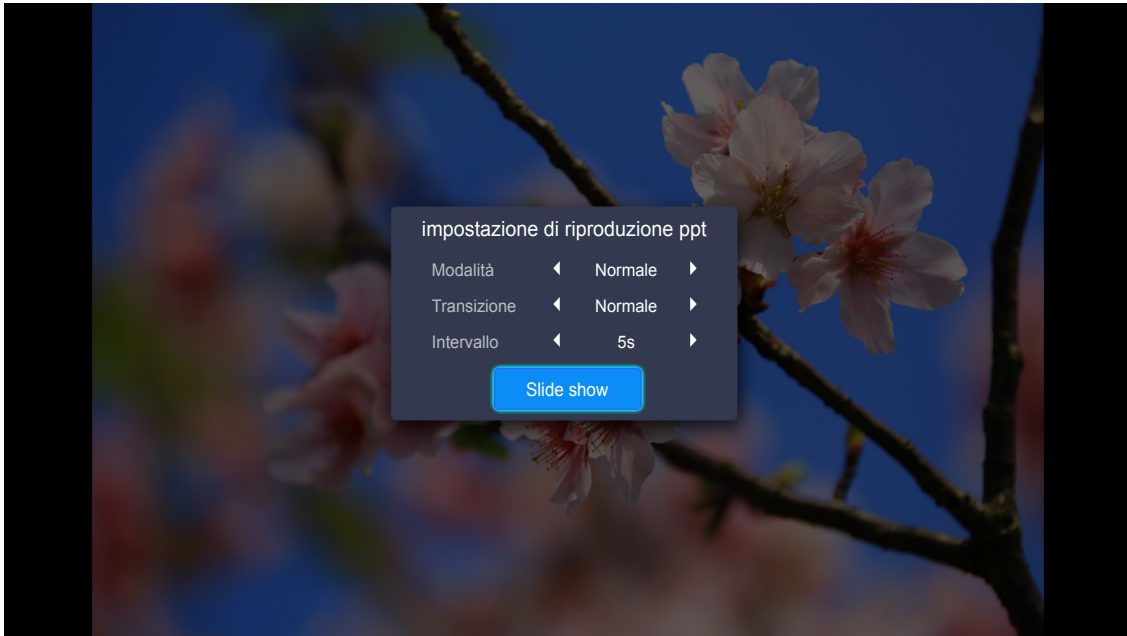 impostazione di riproduzione ppt
Modalità Normale
Transizione Normale
Intervallo 5s
Slide show